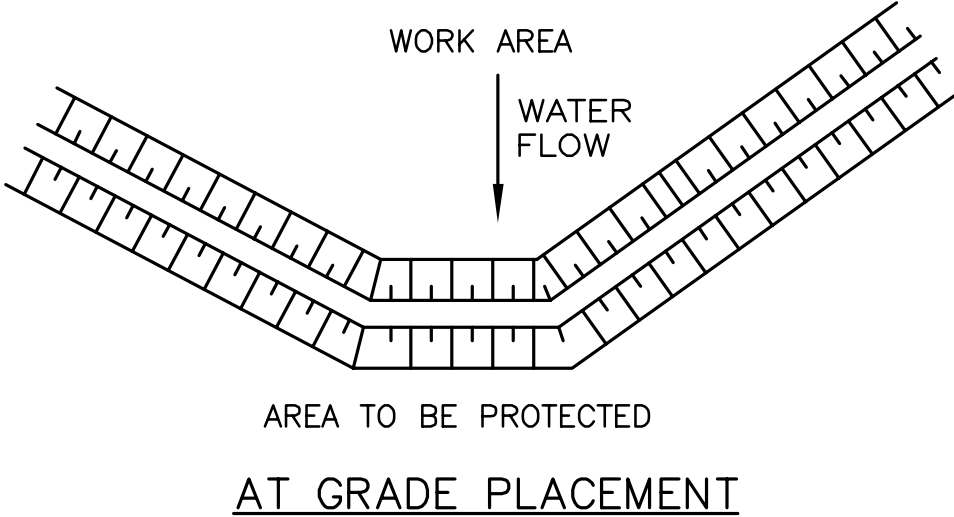 WORK AREA
WATER
FLOW
AREA TO BE PROTECTED
AT GRADE PLACEMENT